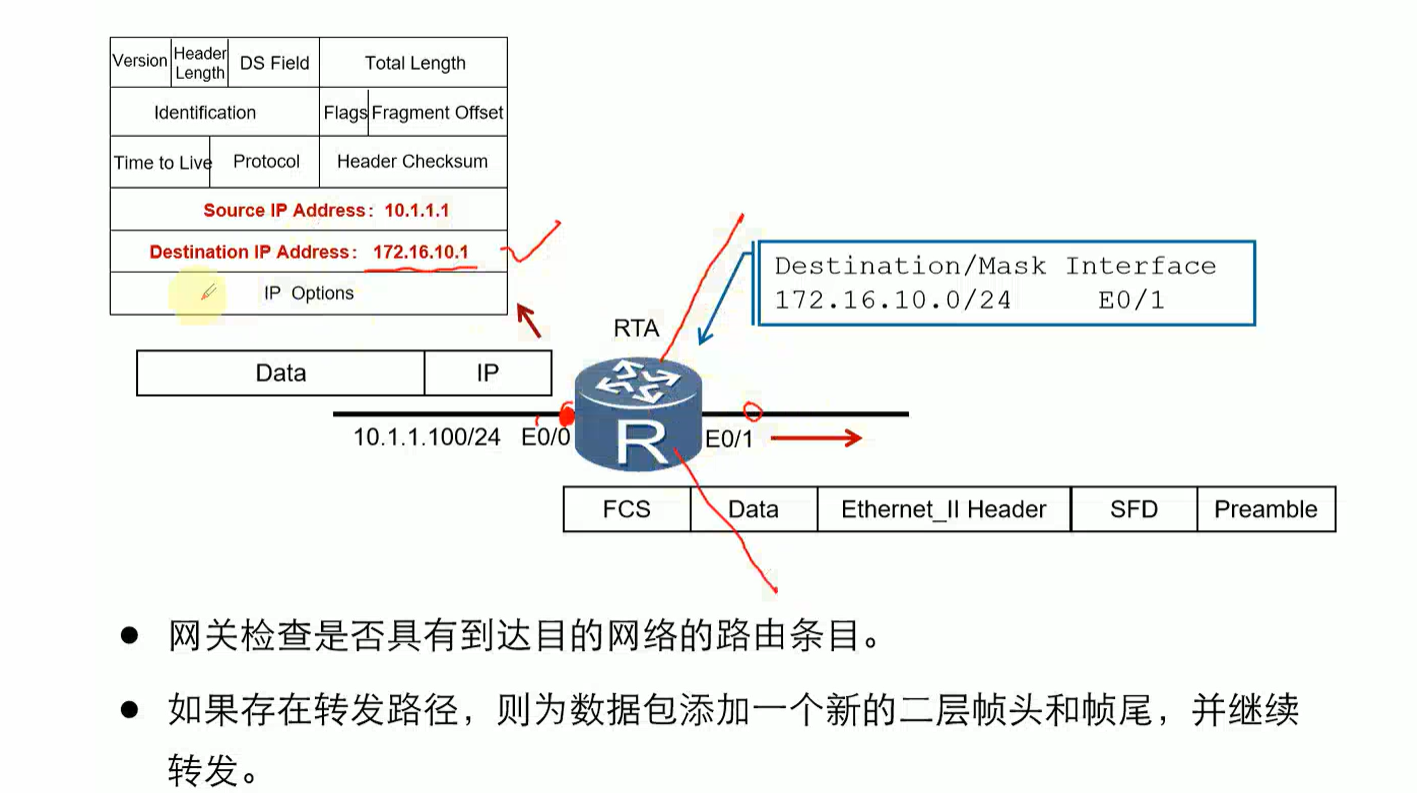 Version Header Length DS Field Total Length
Identification Flags Fragment Offset
Time to Live Protocol Header Checksum
Source IP Address：10.1.1.1
Destination IP Address：172.16.10.1
IP Options
Destination/Mask Interface
172.16.10.0/24 E0/1
RTA
Data IP
R
10.1.1.100/24 E0/0 E0/1
FCS Data Ethernet_II Header SFD Preamble
● 网关检查是否具有到达目的网络的路由条目。
● 如果存在转发路径，则为数据包添加一个新的二层帧头和帧尾，并继续
转发。